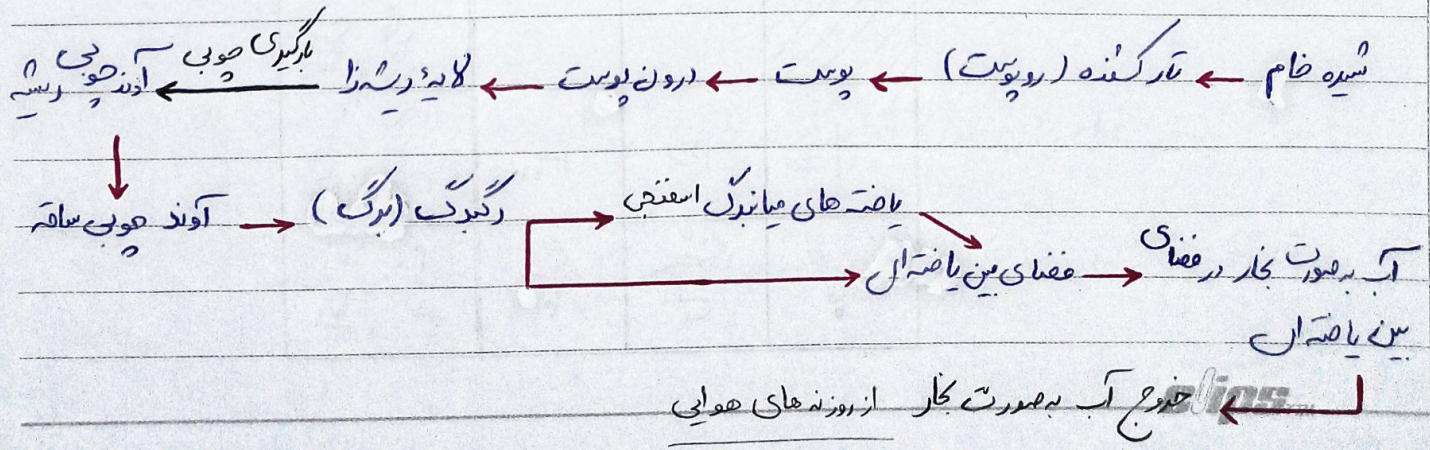 شیره خام ← تار کشنده (روپوست) ← پوست ← درون پوست ← لایهٔ ریشه‌زا ← بارگیری چوبی آوند چوبی ریشه
آوند چوبی ساقه → رگبرگ (برگ) → یاخته های میانبرگ اسفنجی
فضای بین یاخته ای → آب به صورت بخار در فضای
بین یاخته ای
خروج آب به صورت بخار از روزنه های هوایی
clips